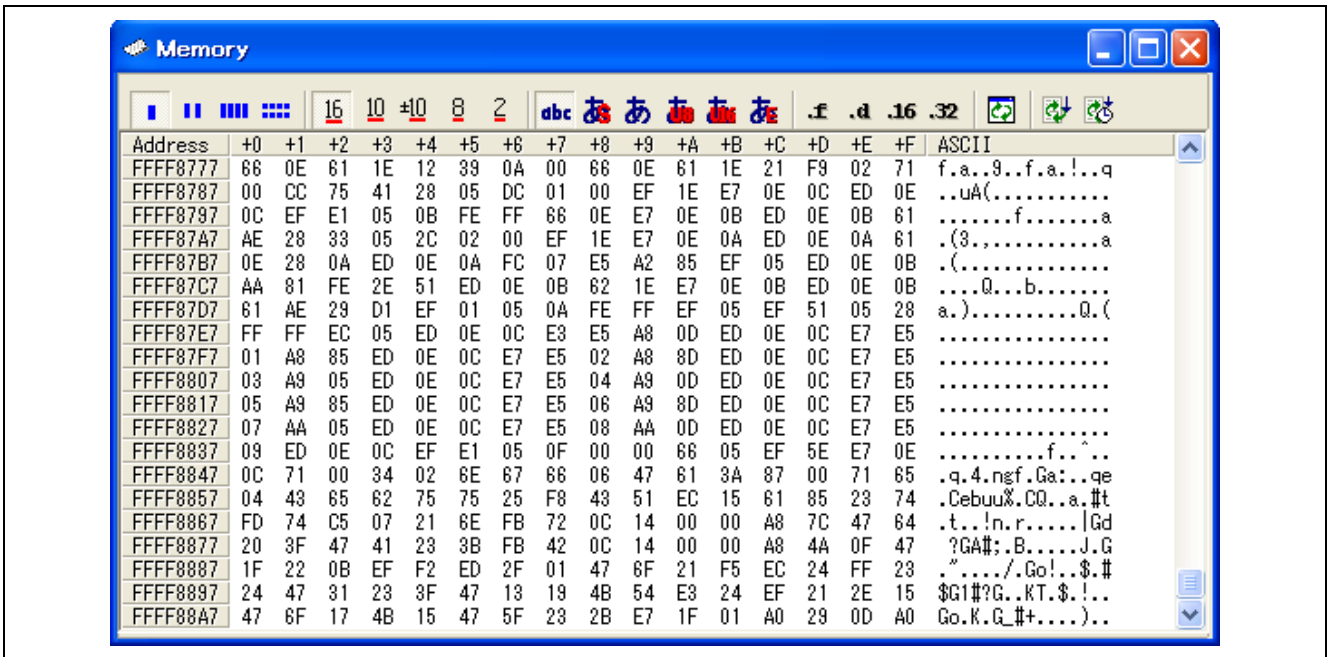 Memory
16 10 ±10 8 2 abc あS あ あJIS あUNI あE .f .d .16 .32
Address +0 +1 +2 +3 +4 +5 +6 +7 +8 +9 +A +B +C +D +E +F ASCII
FFFF8777 66 0E 61 1E 12 39 0A 00 66 0E 61 1E 21 F9 02 71 f.a..9..f.a.!..q
FFFF8787 00 CC 75 41 28 05 DC 01 00 EF 1E E7 0E 0C ED 0E ..uA(...........
FFFF8797 0C EF E1 05 0B FE FF 66 0E E7 0E 0B ED 0E 0B 61 .......f.......a
FFFF87A7 AE 28 33 05 2C 02 00 EF 1E E7 0E 0A ED 0E 0A 61 .(3.,..........a
FFFF87B7 0E 28 0A ED 0E 0A FC 07 E5 A2 85 EF 05 ED 0E 0B .(..............
FFFF87C7 AA 81 FE 2E 51 ED 0E 0B 62 1E E7 0E 0B ED 0E 0B ....Q...b.......
FFFF87D7 61 AE 29 D1 EF 01 05 0A FE FF EF 05 EF 51 05 28 a.)..........Q.(
FFFF87E7 FF FF EC 05 ED 0E 0C E3 E5 A8 0D ED 0E 0C E7 E5 ................
FFFF87F7 01 A8 85 ED 0E 0C E7 E5 02 A8 8D ED 0E 0C E7 E5 ................
FFFF8807 03 A9 05 ED 0E 0C E7 E5 04 A9 0D ED 0E 0C E7 E5 ................
FFFF8817 05 A9 85 ED 0E 0C E7 E5 06 A9 8D ED 0E 0C E7 E5 ................
FFFF8827 07 AA 05 ED 0E 0C E7 E5 08 AA 0D ED 0E 0C E7 E5 ................
FFFF8837 09 ED 0E 0C EF E1 05 0F 00 00 66 05 EF 5E E7 0E ..........f..^..
FFFF8847 0C 71 00 34 02 6E 67 66 06 47 61 3A 87 00 71 65 .q.4.ngf.Ga:..qe
FFFF8857 04 43 65 62 75 75 25 F8 43 51 EC 15 61 85 23 74 .Cebuu%.CQ..a.#t
FFFF8867 FD 74 C5 07 21 6E FB 72 0C 14 00 00 A8 7C 47 64 .t..!n.r.....|Gd
FFFF8877 20 3F 47 41 23 3B FB 42 0C 14 00 00 A8 4A 0F 47  ?GA#;.B.....J.G
FFFF8887 1F 22 0B EF F2 ED 2F 01 47 6F 21 F5 EC 24 FF 23 ."..../.Go!..$.#
FFFF8897 24 47 31 23 3F 47 13 19 4B 54 E3 24 EF 21 2E 15 $G1#?G..KT.$.!..
FFFF88A7 47 6F 17 4B 15 47 5F 23 2B E7 1F 01 A0 29 0D A0 Go.K.G_#+....)..